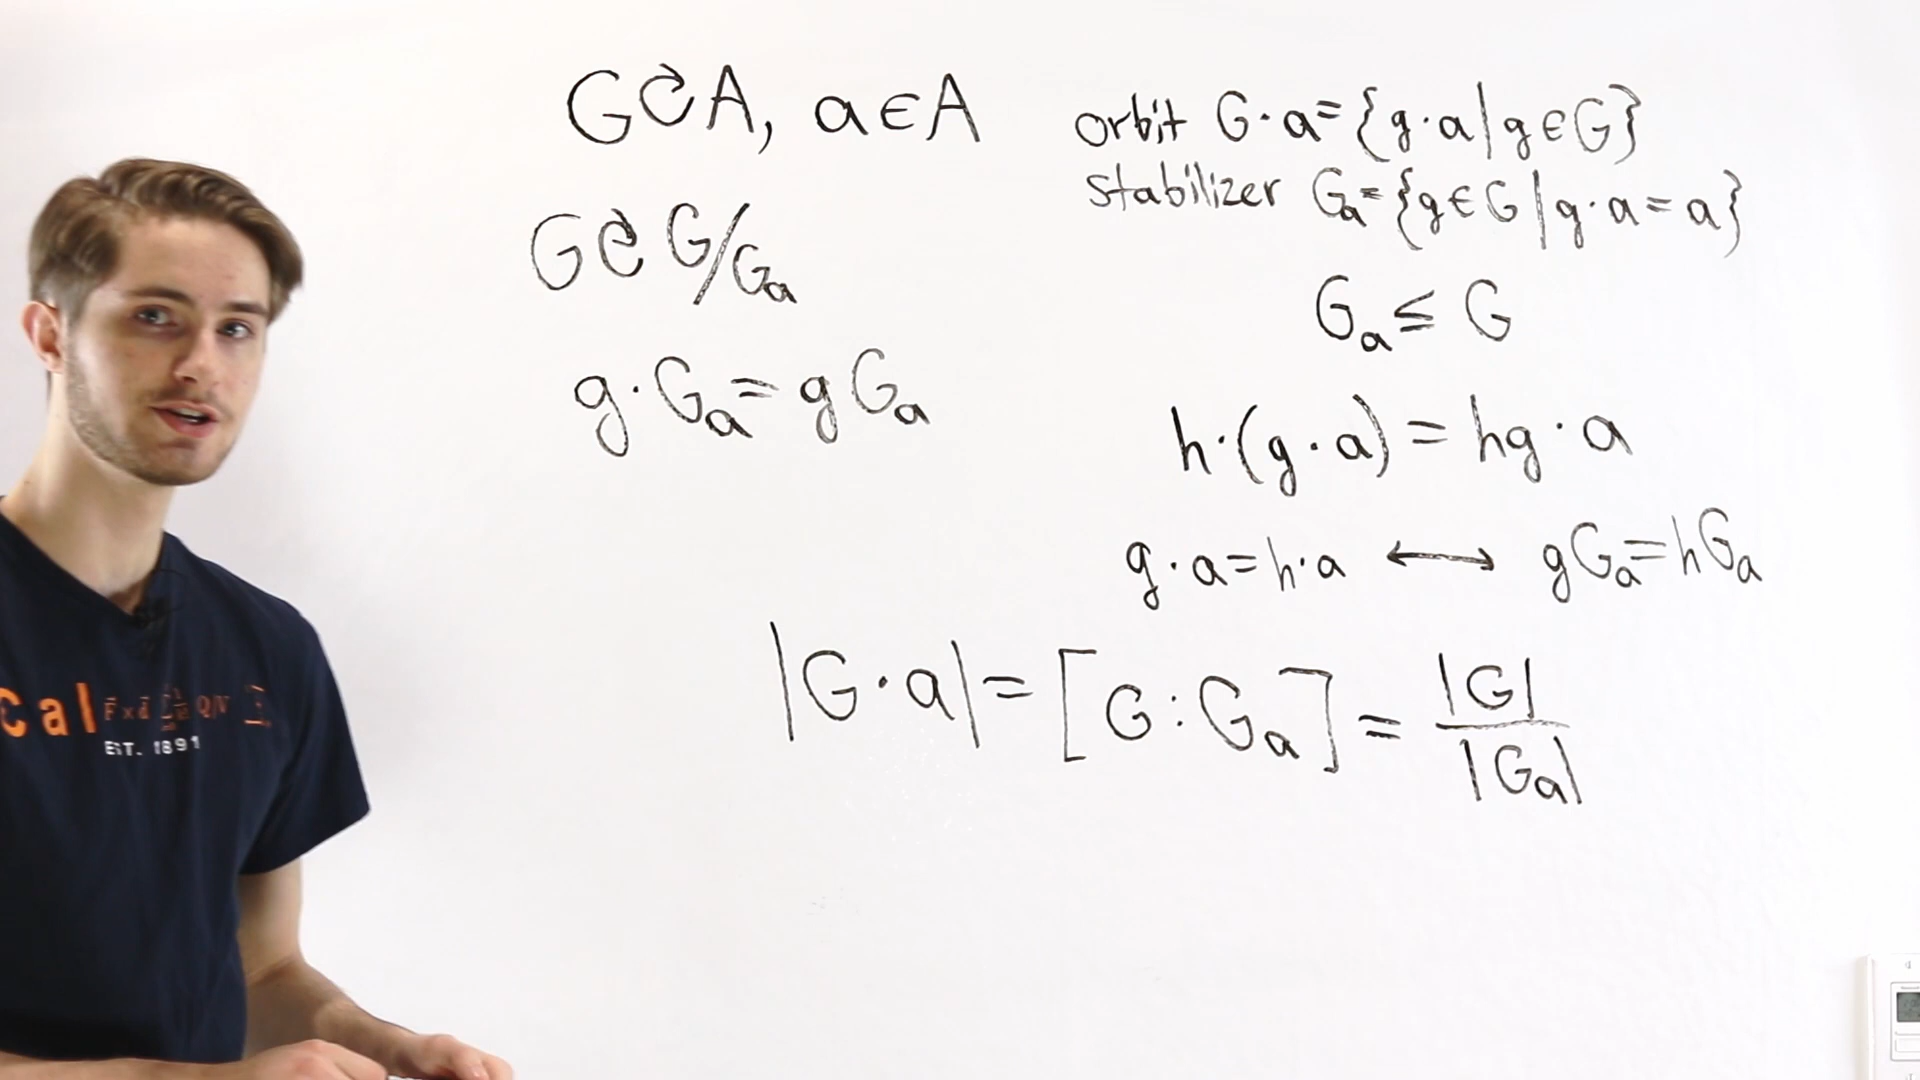 G↻A, a∈A
G↻G/Gₐ
g·Gₐ=gGₐ
orbit G·a={g·a|g∈G}
stabilizer Gₐ={g∈G|g·a=a}
Gₐ≤G
h·(g·a)=hg·a
g·a=h·a ⟷ gGₐ=hGₐ
|G·a|=[G:Gₐ]=|G|/|Gₐ|
Cal
EST. 1891